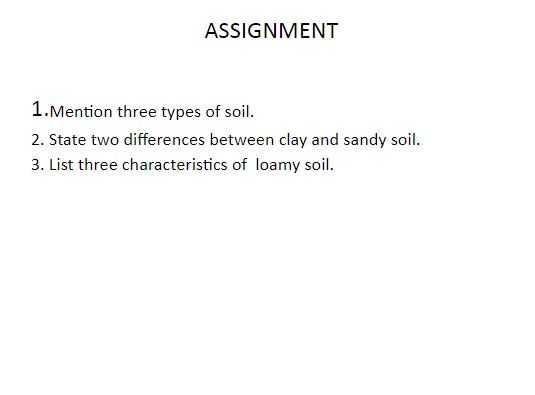 ASSIGNMENT
1.Mention three types of soil.
2. State two differences between clay and sandy soil.
3. List three characteristics of  loamy soil.